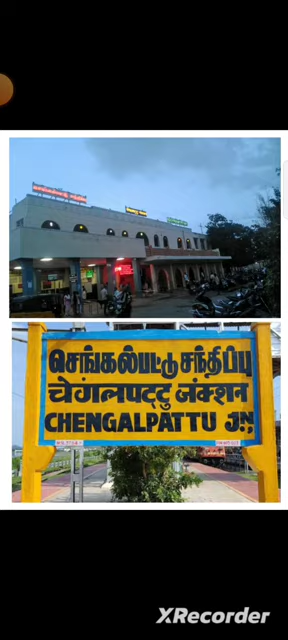 செங்கல்பட்டு சந்திப்பு
चेंगलपट्टु जंक्शन
CHENGALPATTU JN.,
XRecorder